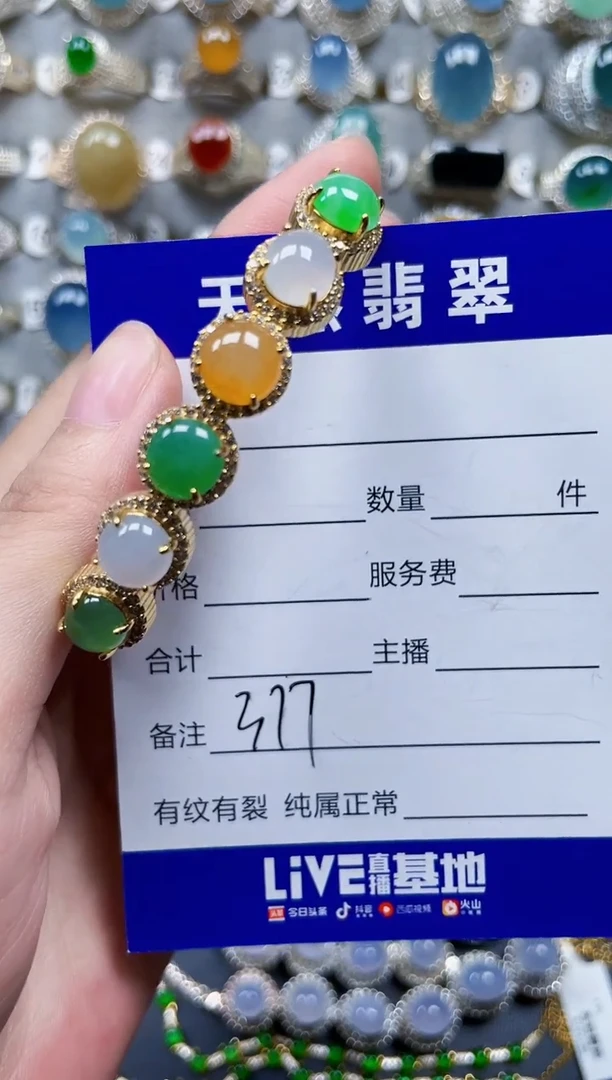 天 翡翠
数量 件
格 服务费
合计 主播
备注 377
有纹有裂 纯属正常
LiVE直播基地
今日头条 抖音 西瓜视频 火山